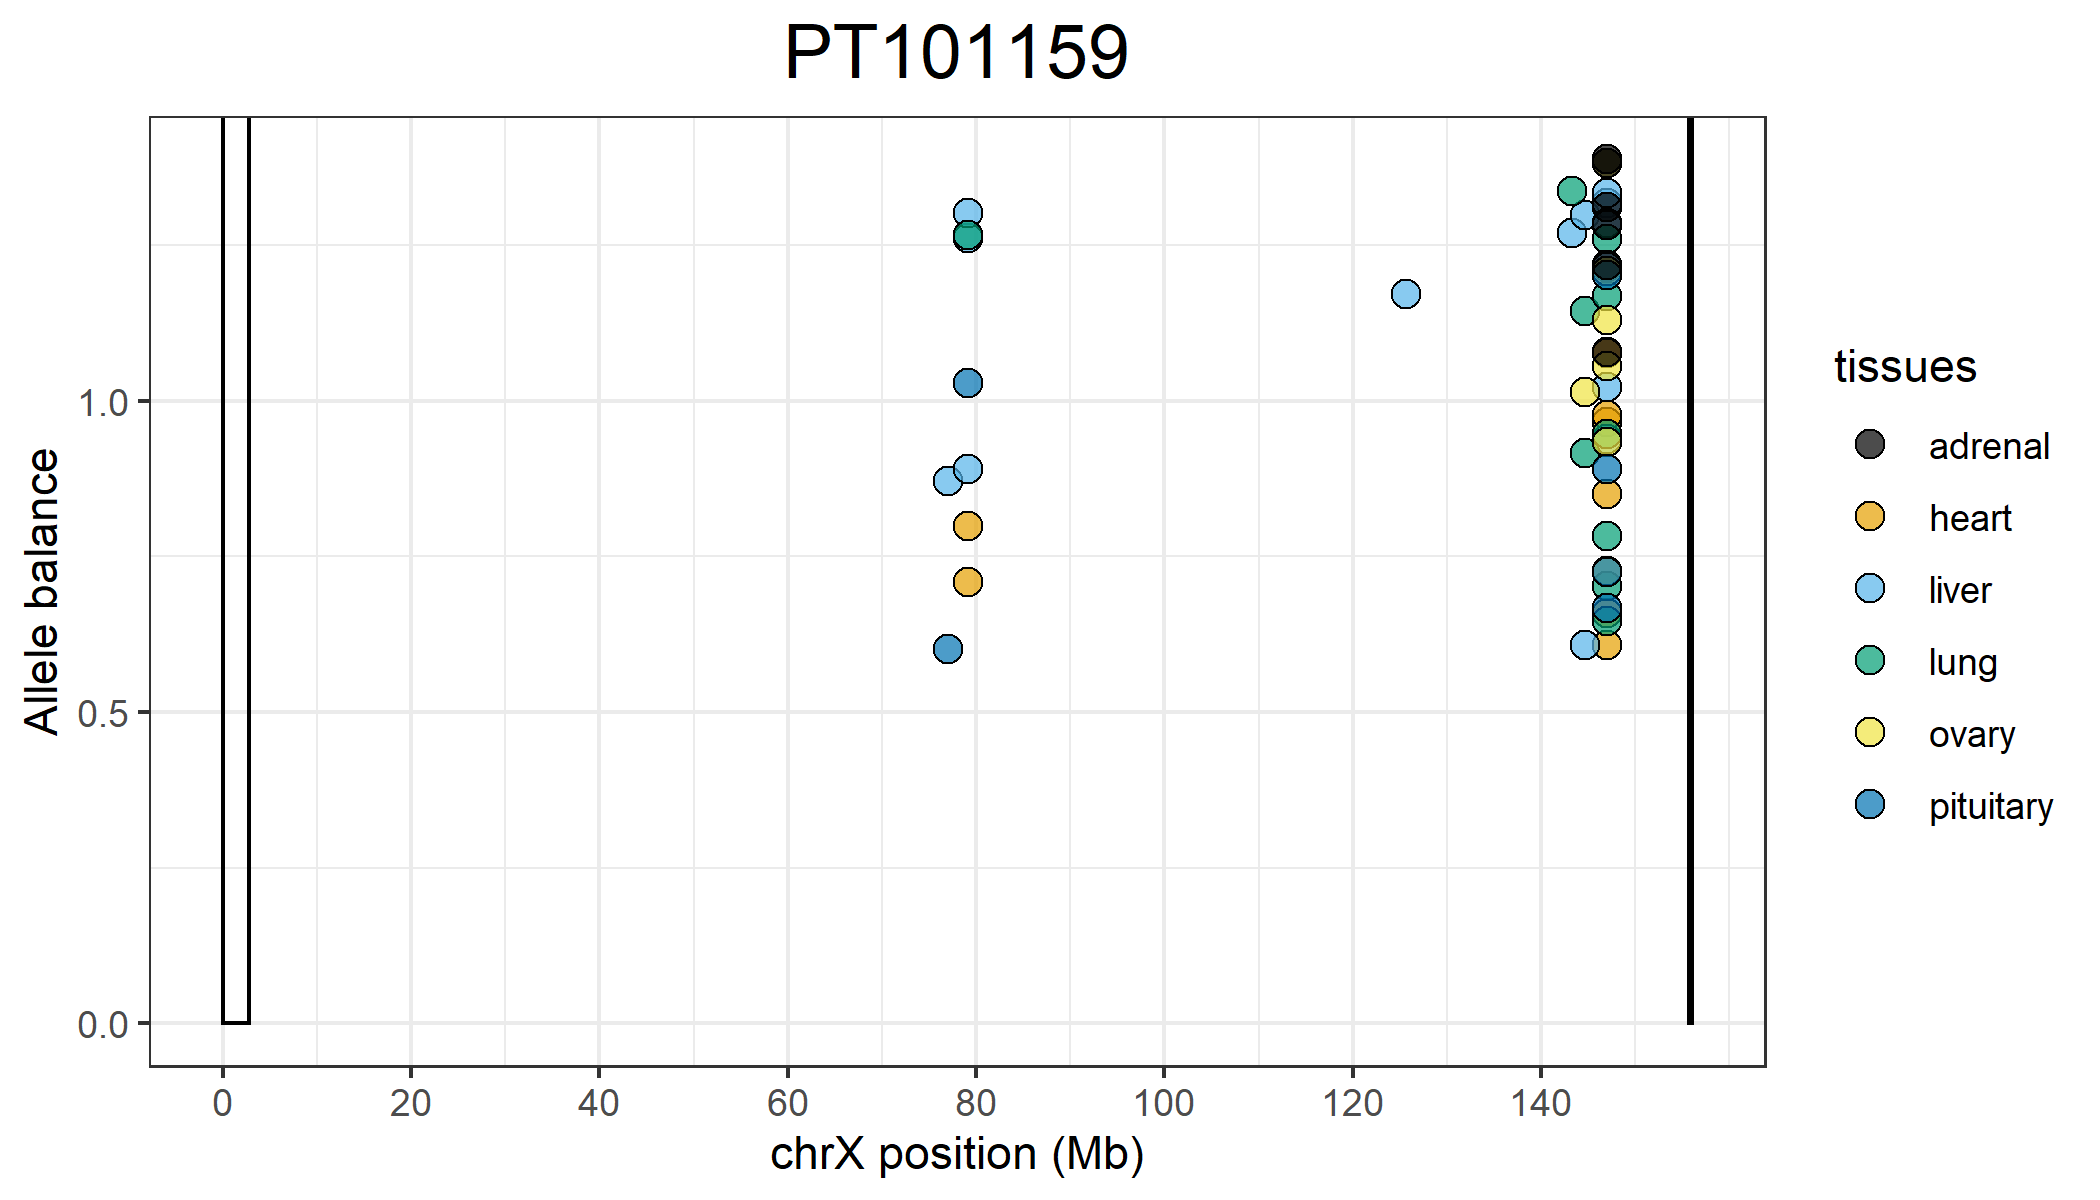 PT101159
Allele balance
1.0
0.5
0.0
0 20 40 60 80 100 120 140
chrX position (Mb)
tissues
adrenal
heart
liver
lung
ovary
pituitary